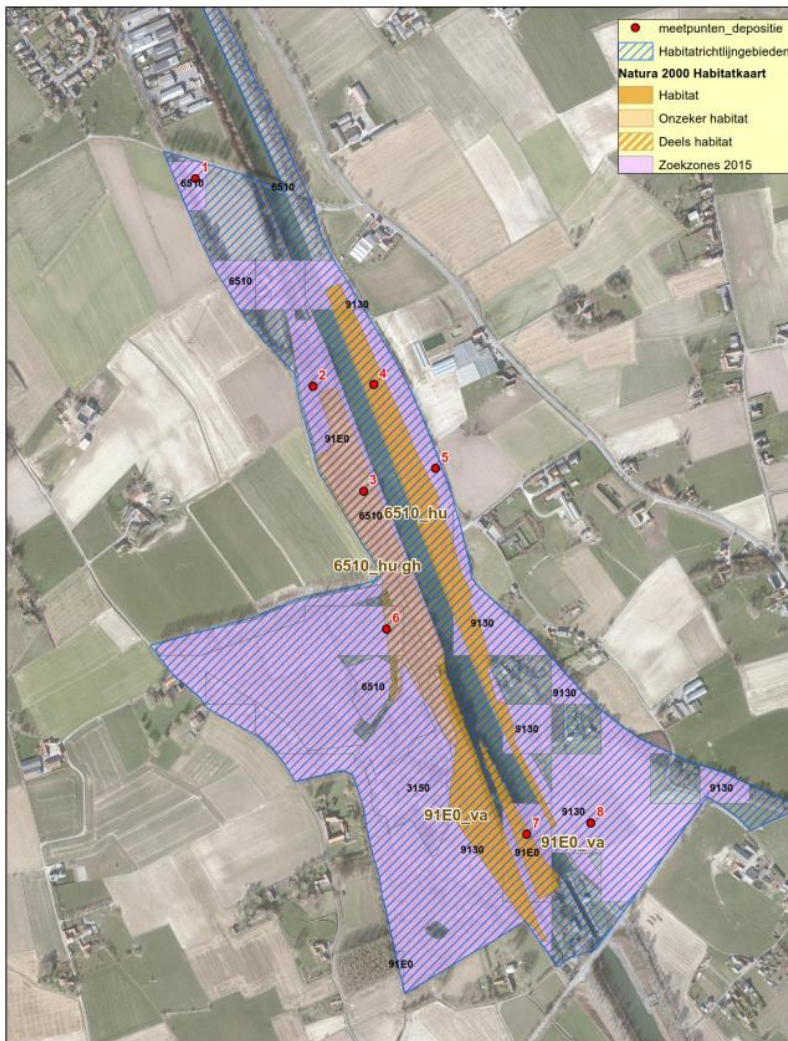 meetpunten_depositie
Habitatrichtlijngebieden
Natura 2000 Habitatkaart
Habitat
Onzeker habitat
Deels habitat
Zoekzones 2015
1
6510
6510
6510
9130
2
4
91E0
5
3
6510
6510_hu
6510_hu gh
6
9130
6510
9130
9130
3150
9130
91E0_va
9130
8
7
91E0_va
9130
91E0
91E0